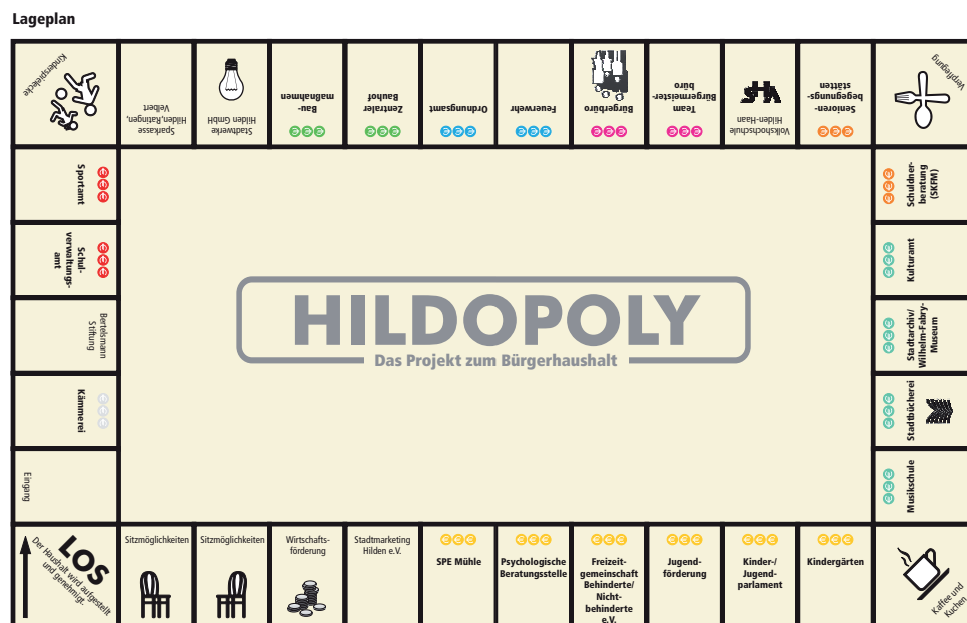 Lageplan
Kinderspielecke
Sparkasse
Hilden,Ratingen,
Velbert
Stadtwerke
Hilden GmbH
Bau-
maßnahmen
Zentraler
Bauhof
Ordnungsamt
Feuerwehr
Bürgerbüro
Team
Bürgermeister-
büro
Volkshochschule
Hilden-Haan
Senioren-
begegnungs-
stätten
Verpflegung
Sportamt
Schul-
verwaltungs-
amt
Bertelsmann
Stiftung
Kämmerei
Eingang
HILDOPOLY
Das Projekt zum Bürgerhaushalt
Schuldner-
beratung
(SKFM)
Kulturamt
Stadtarchiv/
Wilhelm-Fabry-
Museum
Stadtbücherei
Musikschule
LOS
Der Haushalt wird aufgestellt
und genehmigt.
Sitzmöglichkeiten
Sitzmöglichkeiten
Wirtschafts-
förderung
Stadtmarketing
Hilden e.V.
SPE Mühle
Psychologische
Beratungsstelle
Freizeit-
gemeinschaft
Behinderte/
Nicht-
behinderte
e.V.
Jugend-
förderung
Kinder-/
Jugend-
parlament
Kindergärten
Kaffee und
Kuchen